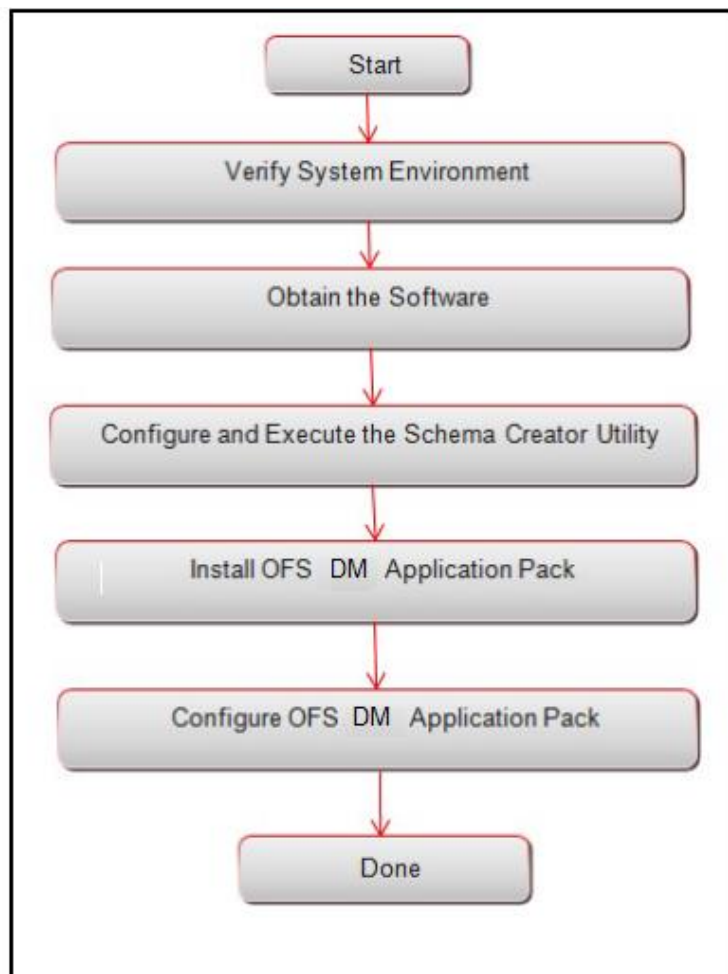 Start
Verify System Environment
Obtain the Software
Configure and Execute the Schema Creator Utility
Install OFS DM Application Pack
Configure OFS DM Application Pack
Done